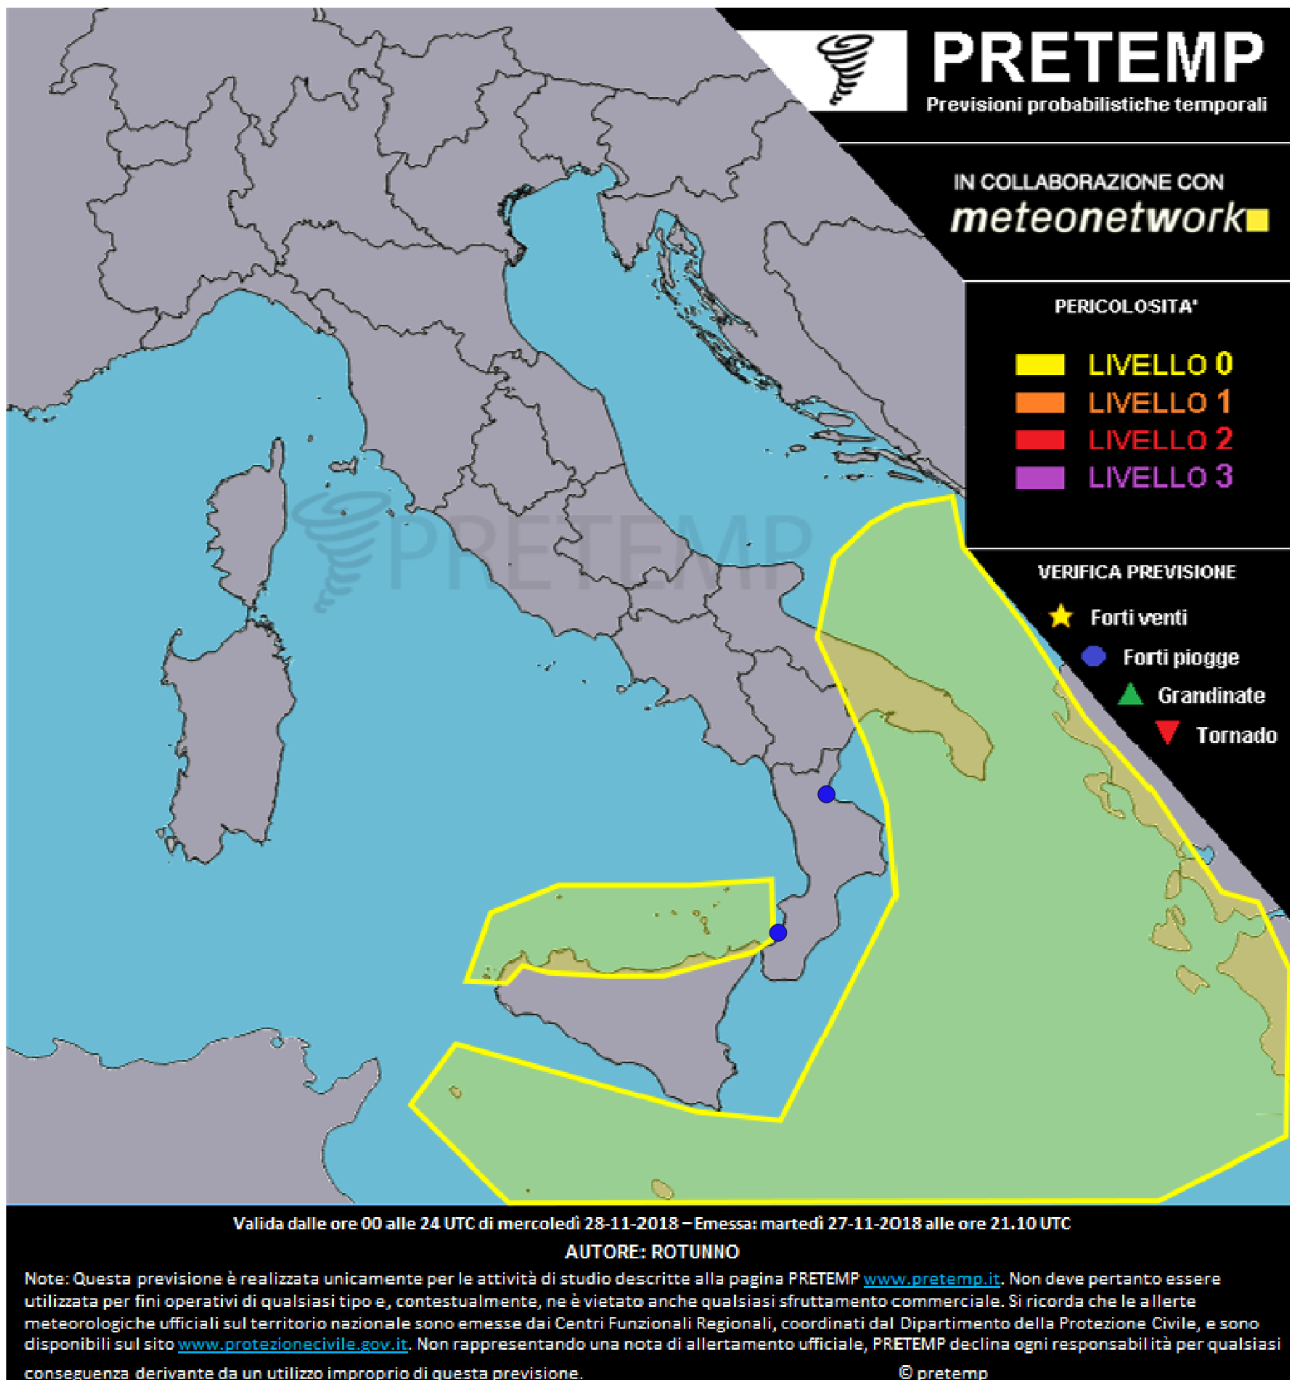 PRETEMP
Previsioni probabilistiche temporali
IN COLLABORAZIONE CON
meteonetwork
PERICOLOSITA'
LIVELLO 0
LIVELLO 1
LIVELLO 2
LIVELLO 3
PRETEMP
VERIFICA PREVISIONE
Forti venti
Forti piogge
Grandinate
Tornado
Valida dalle ore 00 alle 24 UTC di mercoledì 28-11-2018 – Emessa: martedì 27-11-2018 alle ore 21.10 UTC
AUTORE: ROTUNNO
Note: Questa previsione è realizzata unicamente per le attività di studio descritte alla pagina PRETEMP www.pretemp.it. Non deve pertanto essere
utilizzata per fini operativi di qualsiasi tipo e, contestualmente, ne è vietato anche qualsiasi sfruttamento commerciale. Si ricorda che le allerte
meteorologiche ufficiali sul territorio nazionale sono emesse dai Centri Funzionali Regionali, coordinati dal Dipartimento della Protezione Civile, e sono
disponibili sul sito www.protezionecivile.gov.it. Non rappresentando una nota di allertamento ufficiale, PRETEMP declina ogni responsabilità per qualsiasi
conseguenza derivante da un utilizzo improprio di questa previsione. © pretemp